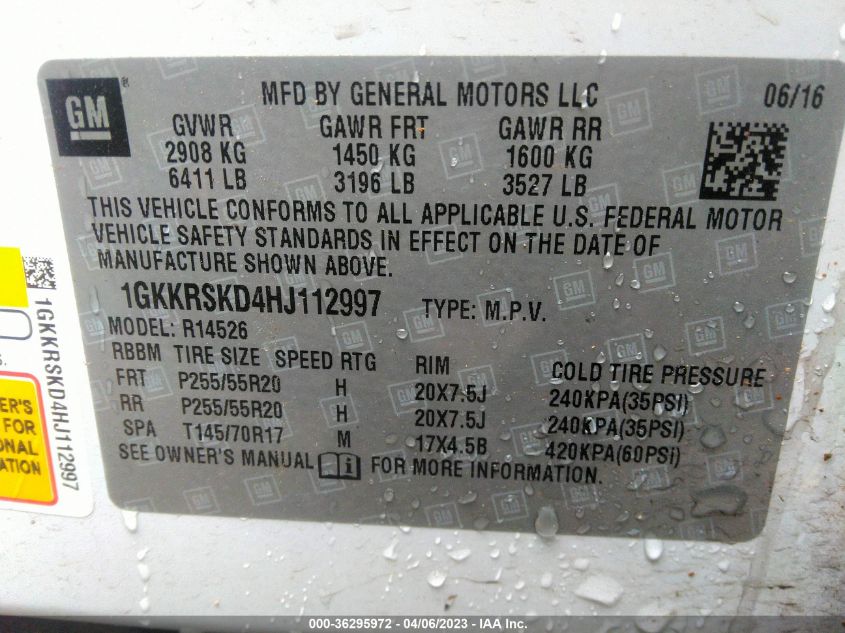 GM
MFD BY GENERAL MOTORS LLC
06/16
GVWR GAWR FRT GAWR RR
2908 KG 1450 KG 1600 KG
6411 LB 3196 LB 3527 LB
THIS VEHICLE CONFORMS TO ALL APPLICABLE U.S. FEDERAL MOTOR
VEHICLE SAFETY STANDARDS IN EFFECT ON THE DATE OF
MANUFACTURE SHOWN ABOVE.
1GKKRSKD4HJ112997 TYPE: M.P.V.
MODEL: R14526
RBBM TIRE SIZE SPEED RTG RIM COLD TIRE PRESSURE
FRT P255/55R20 H 20X7.5J 240KPA(35PSI)
RR P255/55R20 H 20X7.5J 240KPA(35PSI)
SPA T145/70R17 M 17X4.5B 420KPA(60PSI)
SEE OWNER'S MANUAL FOR MORE INFORMATION.
1GKKRSKD4HJ112997
ER'S
FOR
ONAL
ATION
000-36295972 - 04/06/2023 - IAA Inc.